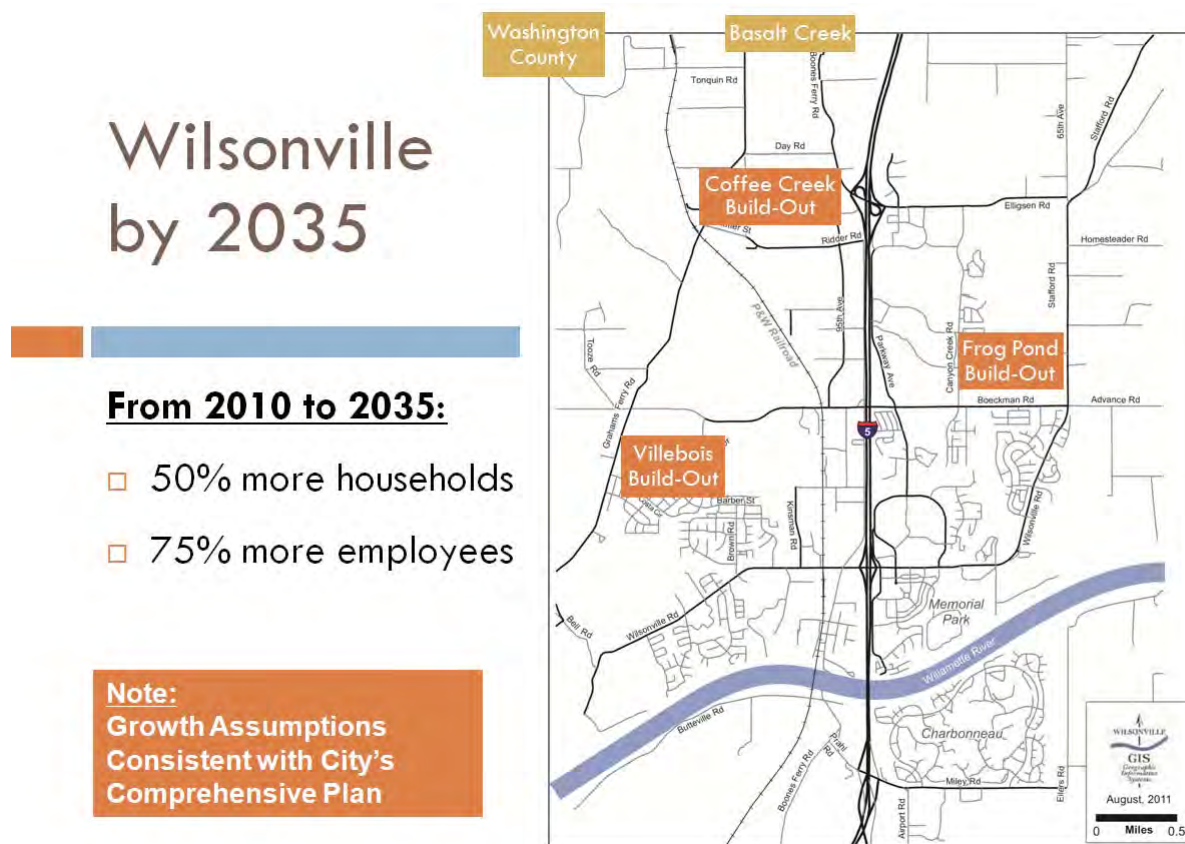 Wilsonville
by 2035
From 2010 to 2035:
50% more households
75% more employees
Note:
Growth Assumptions
Consistent with City's
Comprehensive Plan
Washington
County
Basalt Creek
Tonquin Rd
Boones Ferry Rd
65th Ave
Stafford Rd
Day Rd
Coffee Creek
Build-Out
Elligsen Rd
Ridder Rd
Homesteader Rd
Stafford Rd
95th Ave
P&W Railroad
Tooze Rd
Parkway Ave
Canyon Creek Rd
Frog Pond
Build-Out
Grahams Ferry Rd
Boeckman Rd
Advance Rd
5
Villebois
Build-Out
Barber St
Brown Rd
Kinsman Rd
Wilsonville Rd
Memorial
Park
Bell Rd
Wilsonville Rd
Willamette River
Butteville Rd
Charbonneau
Prahl Rd
Boones Ferry Rd
Miley Rd
Airport Rd
Eilers Rd
WILSONVILLE
GIS
Geographic
Information
Systems
August, 2011
0 Miles 0.5